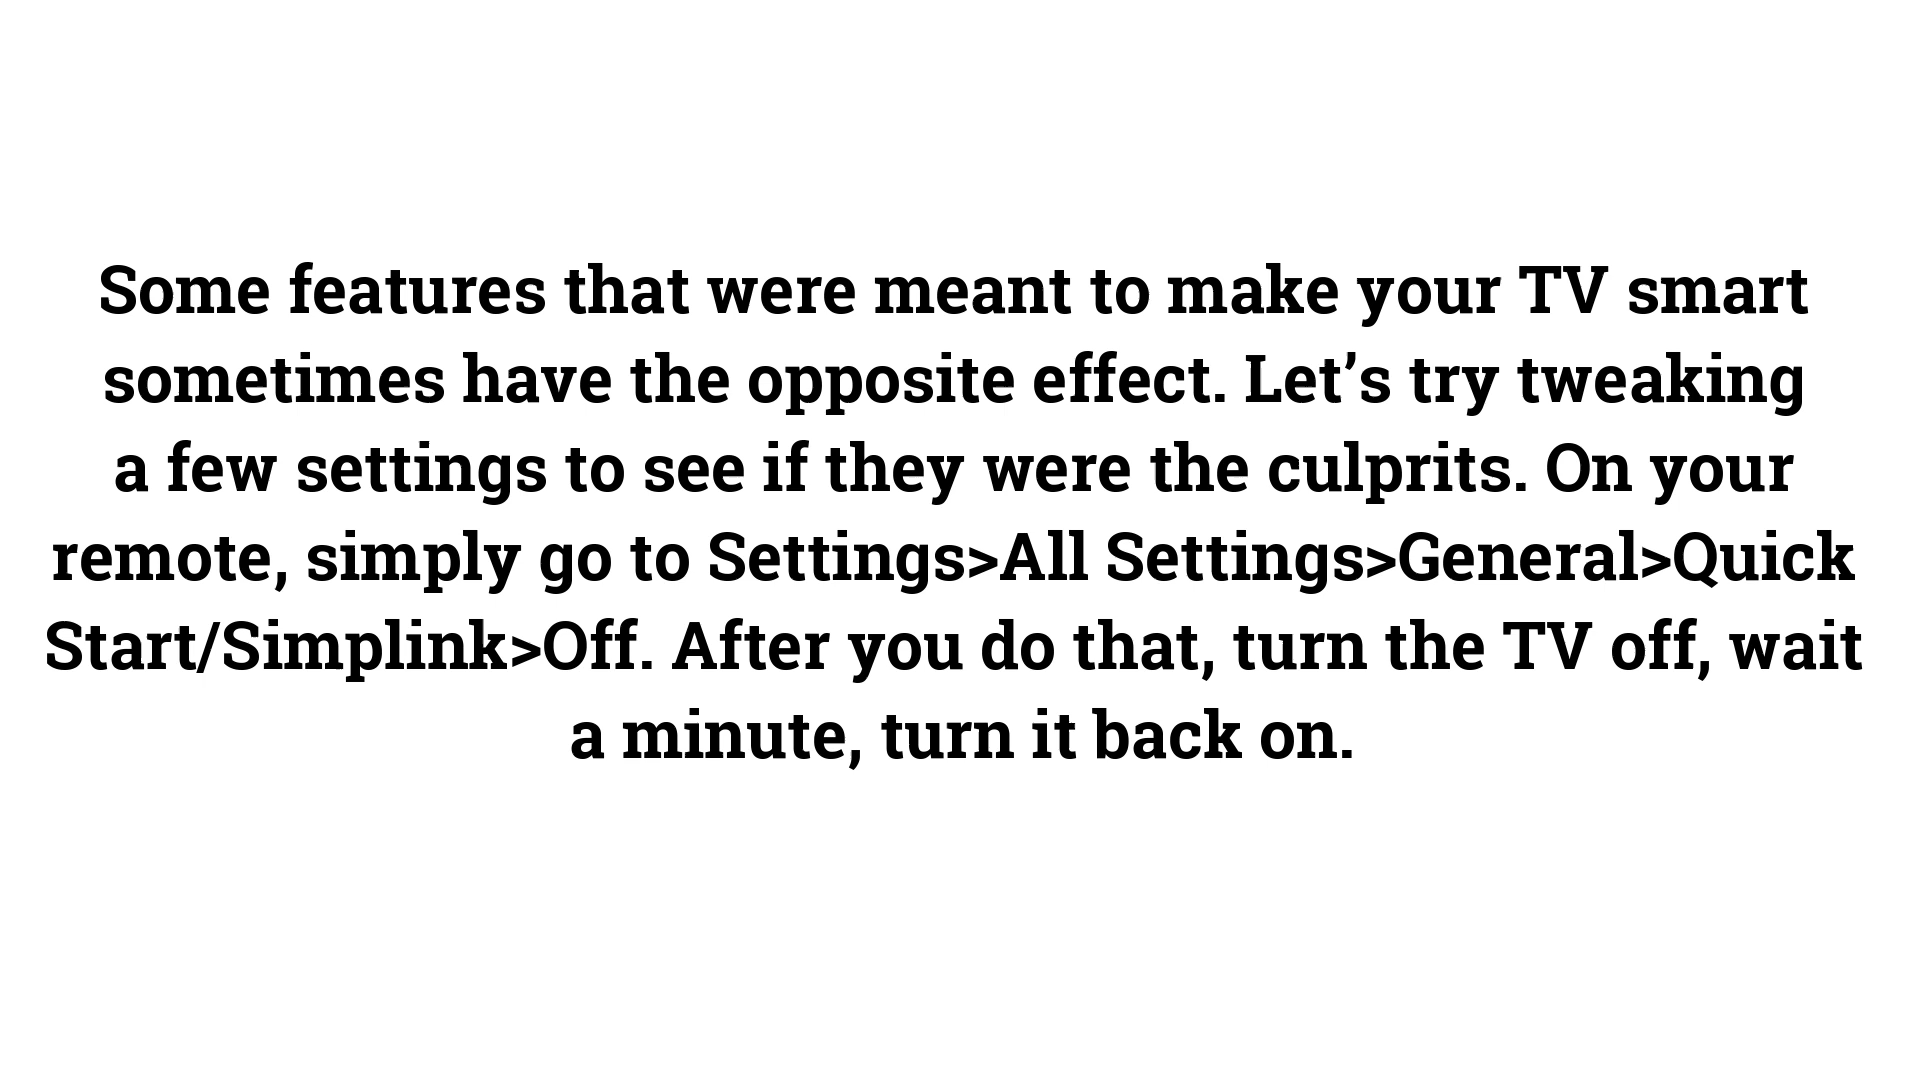 Some features that were meant to make your TV smart
sometimes have the opposite effect. Let’s try tweaking
a few settings to see if they were the culprits. On your
remote, simply go to Settings>All Settings>General>Quick
Start/Simplink>Off. After you do that, turn the TV off, wait
a minute, turn it back on.